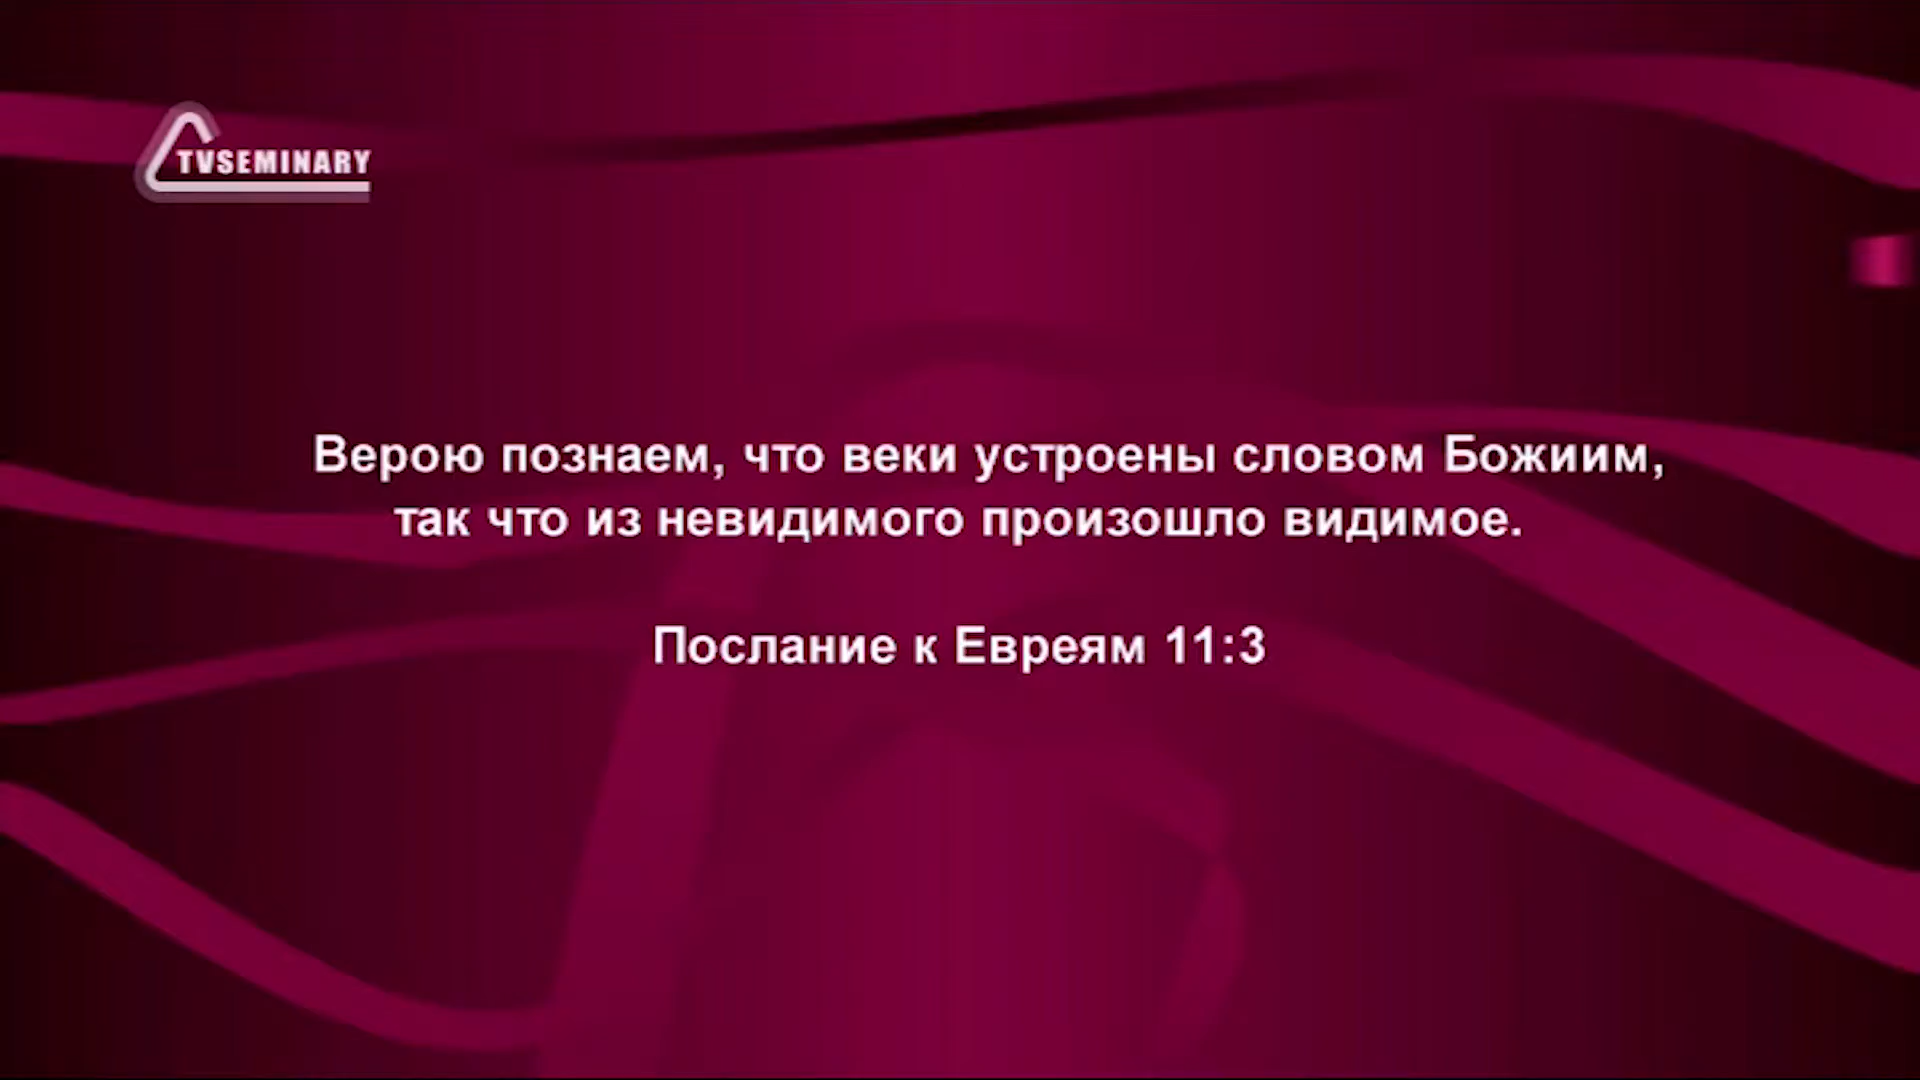 TVSEMINARY
Верою познаем, что веки устроены словом Божиим,
так что из невидимого произошло видимое.
Послание к Евреям 11:3